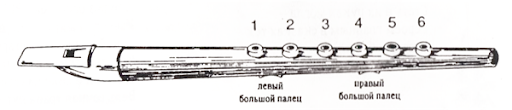 1 2 3 4 5 6
левый
большой палец
правый
большой палец